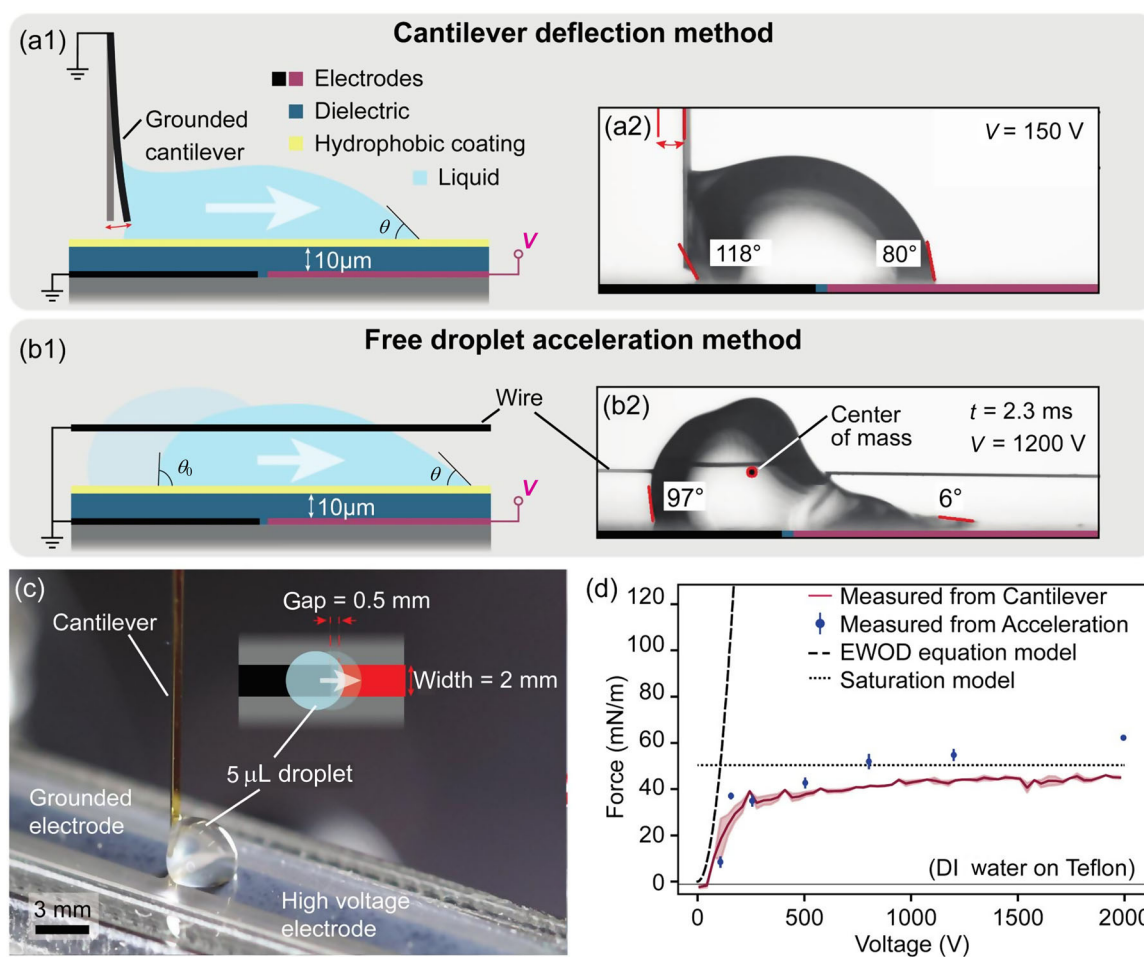 (a1)
Cantilever deflection method
Electrodes
Dielectric
Hydrophobic coating
Liquid
Grounded
cantilever
θ
V
10μm
(a2)
V = 150 V
118°
80°
(b1)
Free droplet acceleration method
Wire
θ0
θ
V
10μm
(b2)
Center
of mass
t = 2.3 ms
V = 1200 V
97°
6°
(c)
Cantilever
Gap = 0.5 mm
Width = 2 mm
5 μL droplet
Grounded
electrode
High voltage
electrode
3 mm
(d)
Measured from Cantilever
Measured from Acceleration
EWOD equation model
Saturation model
Force (mN/m)
120
100
80
60
40
20
0
(DI water on Teflon)
0 500 1000 1500 2000
Voltage (V)